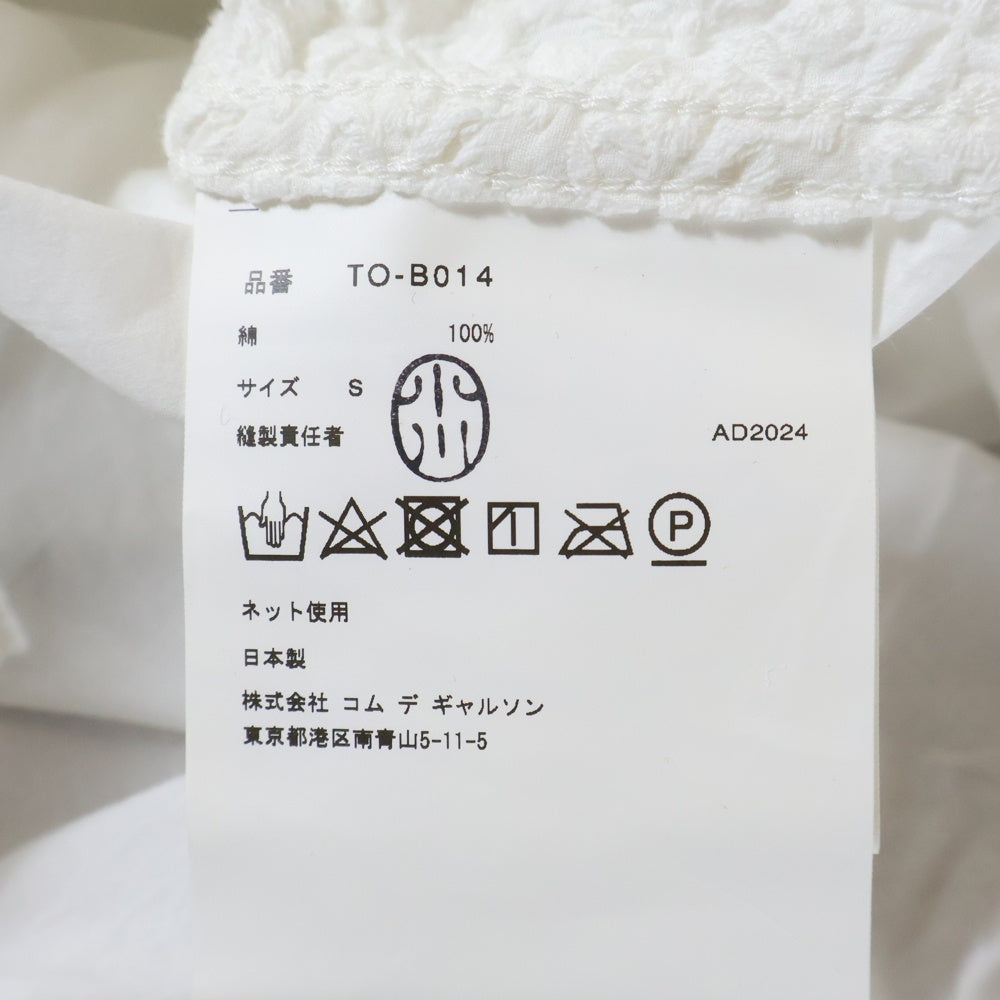 品番 TO-B014
綿 100%
サイズ S
縫製責任者
AD2024
P
ネット使用
日本製
株式会社 コム デ ギャルソン
東京都港区南青山5-11-5